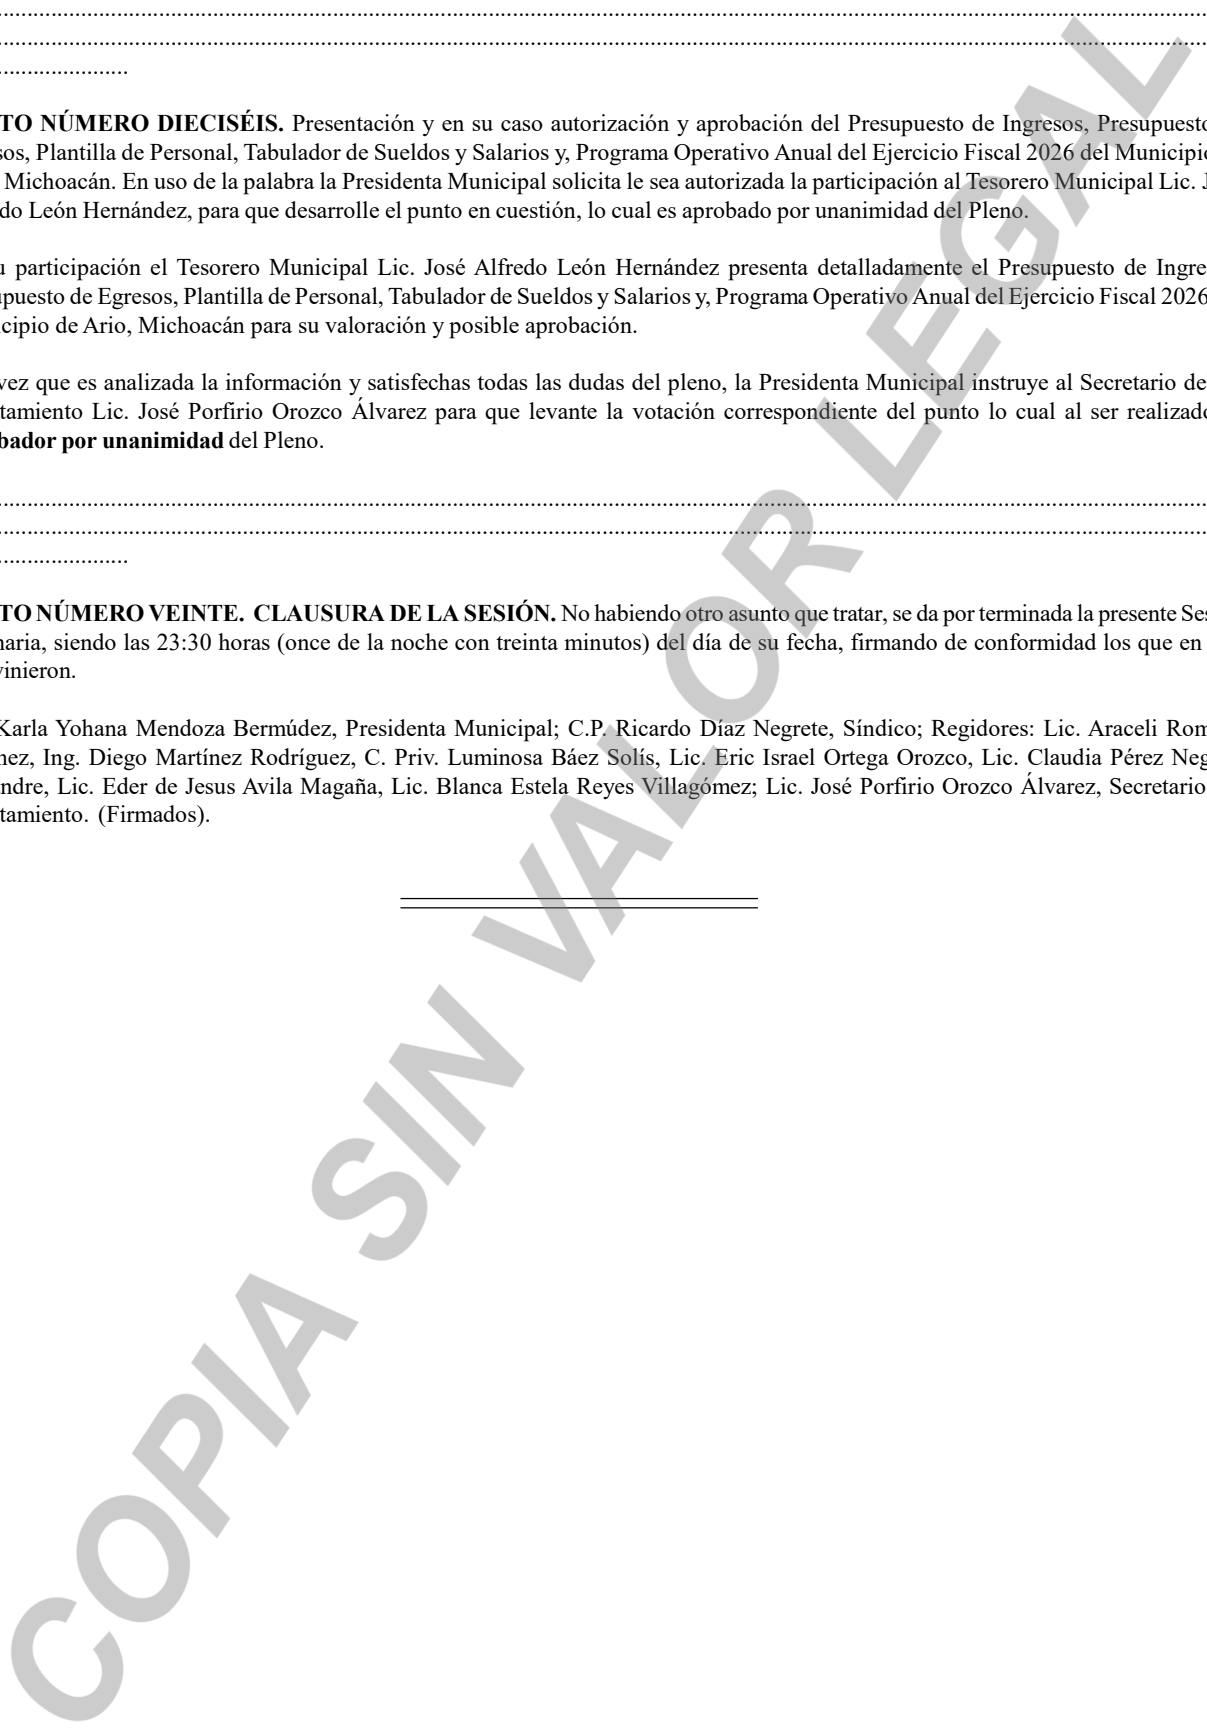 ................................................................................
................................................................................
......................
TO NÚMERO DIECISÉIS. Presentación y en su caso autorización y aprobación del Presupuesto de Ingresos, Presupuesto
sos, Plantilla de Personal, Tabulador de Sueldos y Salarios y, Programa Operativo Anual del Ejercicio Fiscal 2026 del Municipio
Michoacán. En uso de la palabra la Presidenta Municipal solicita le sea autorizada la participación al Tesorero Municipal Lic. J
do León Hernández, para que desarrolle el punto en cuestión, lo cual es aprobado por unanimidad del Pleno.
u participación el Tesorero Municipal Lic. José Alfredo León Hernández presenta detalladamente el Presupuesto de Ingre
upuesto de Egresos, Plantilla de Personal, Tabulador de Sueldos y Salarios y, Programa Operativo Anual del Ejercicio Fiscal 2026
cipio de Ario, Michoacán para su valoración y posible aprobación.
vez que es analizada la información y satisfechas todas las dudas del pleno, la Presidenta Municipal instruye al Secretario de
tamiento Lic. José Porfirio Orozco Álvarez para que levante la votación correspondiente del punto lo cual al ser realizado
bador por unanimidad del Pleno.
................................................................................
................................................................................
......................
TO NÚMERO VEINTE. CLAUSURA DE LA SESIÓN. No habiendo otro asunto que tratar, se da por terminada la presente Ses
naria, siendo las 23:30 horas (once de la noche con treinta minutos) del día de su fecha, firmando de conformidad los que en
vinieron.
Karla Yohana Mendoza Bermúdez, Presidenta Municipal; C.P. Ricardo Díaz Negrete, Síndico; Regidores: Lic. Araceli Rom
nez, Ing. Diego Martínez Rodríguez, C. Priv. Luminosa Báez Solís, Lic. Eric Israel Ortega Orozco, Lic. Claudia Pérez Neg
andre, Lic. Eder de Jesus Avila Magaña, Lic. Blanca Estela Reyes Villagómez; Lic. José Porfirio Orozco Álvarez, Secretario
tamiento. (Firmados).
COPIA SIN VALOR LEGAL